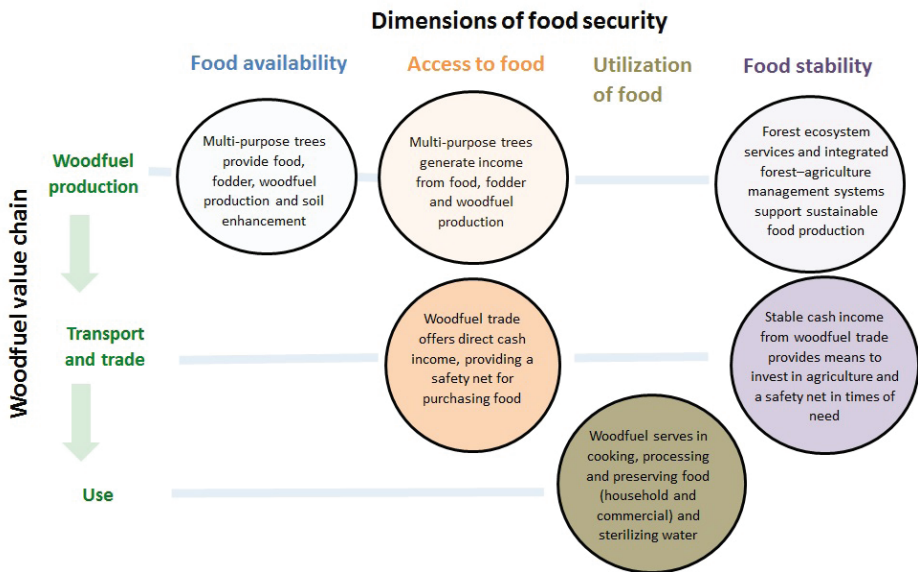 Dimensions of food security
Food availability
Access to food
Utilization
of food
Food stability
Woodfuel value chain
Woodfuel
production
Multi-purpose trees
provide food,
fodder, woodfuel
production and soil
enhancement
Multi-purpose trees
generate income
from food, fodder
and woodfuel
production
Forest ecosystem
services and integrated
forest–agriculture
management systems
support sustainable
food production
Transport
and trade
Woodfuel trade
offers direct cash
income, providing a
safety net for
purchasing food
Stable cash income
from woodfuel trade
provides means to
invest in agriculture and
a safety net in times of
need
Use
Woodfuel serves in
cooking, processing
and preserving food
(household and
commercial) and
sterilizing water